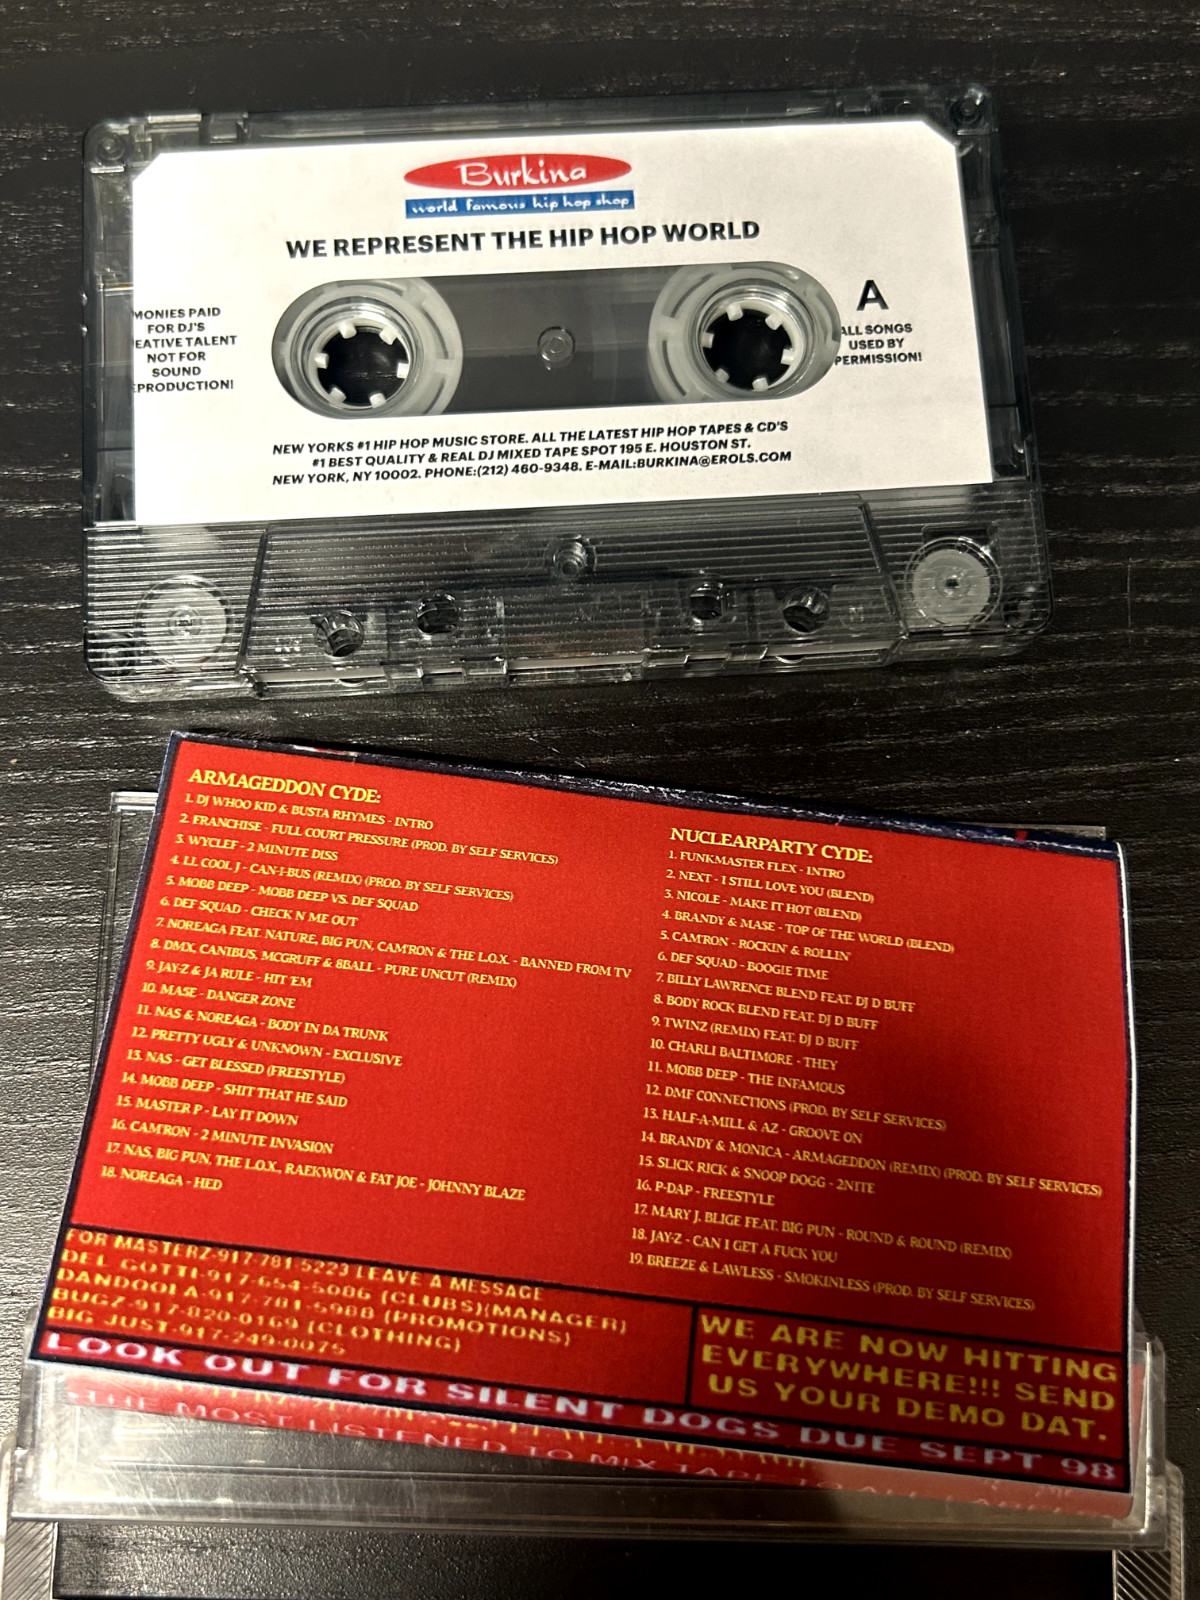 Burkina
world famous hip hop shop
WE REPRESENT THE HIP HOP WORLD
MONIES PAID
FOR DJ'S
EATIVE TALENT
NOT FOR
SOUND
EPRODUCTION!
A
ALL SONGS
USED BY
PERMISSION!
NEW YORKS #1 HIP HOP MUSIC STORE. ALL THE LATEST HIP HOP TAPES & CD'S
#1 BEST QUALITY & REAL DJ MIXED TAPE SPOT 195 E. HOUSTON ST.
NEW YORK, NY 10002. PHONE:(212) 460-9348. E-MAIL:BURKINA@EROLS.COM
ARMAGEDDON CYDE:
1. DJ WHOO KID & BUSTA RHYMES - INTRO
2. FRANCHISE - FULL COURT PRESSURE (PROD. BY SELF SERVICES)
3. WYCLEF - 2 MINUTE DISS
4. LL COOL J - CAN-I-BUS (REMIX) (PROD. BY SELF SERVICES)
5. MOBB DEEP - MOBB DEEP VS. DEF SQUAD
6. DEF SQUAD - CHECK N ME OUT
7. NOREAGA FEAT. NATURE, BIG PUN, CAM'RON & THE L.O.X. - BANNED FROM TV
8. DMX, CANIBUS, MCGRUFF & 8BALL - PURE UNCUT (REMIX)
9. JAY-Z & JA RULE - HIT 'EM
10. MASE - DANGER ZONE
11. NAS & NOREAGA - BODY IN DA TRUNK
12. PRETTY UGLY & UNKNOWN - EXCLUSIVE
13. NAS - GET BLESSED (FREESTYLE)
14. MOBB DEEP - SHIT THAT HE SAID
15. MASTER P - LAY IT DOWN
16. CAM'RON - 2 MINUTE INVASION
17. NAS, BIG PUN, THE L.O.X., RAEKWON & FAT JOE - JOHNNY BLAZE
18. NOREAGA - HED
NUCLEARPARTY CYDE:
1. FUNKMASTER FLEX - INTRO
2. NEXT - I STILL LOVE YOU (BLEND)
3. NICOLE - MAKE IT HOT (BLEND)
4. BRANDY & MASE - TOP OF THE WORLD (BLEND)
5. CAM'RON - ROCKIN' & ROLLIN'
6. DEF SQUAD - BOOGIE TIME
7. BILLY LAWRENCE BLEND FEAT. DJ D BUFF
8. BODY ROCK BLEND FEAT. DJ D BUFF
9. TWINZ (REMIX) FEAT. DJ D BUFF
10. CHARLI BALTIMORE - THEY
11. MOBB DEEP - THE INFAMOUS
12. DMF CONNECTIONS (PROD. BY SELF SERVICES)
13. HALF-A-MILL & AZ - GROOVE ON
14. BRANDY & MONICA - ARMAGEDDON (REMIX) (PROD. BY SELF SERVICES)
15. SLICK RICK & SNOOP DOGG - 2NITE
16. P-DAP - FREESTYLE
17. MARY J. BLIGE FEAT. BIG PUN - ROUND & ROUND (REMIX)
18. JAY-Z - CAN I GET A FUCK YOU
19. BREEZE & LAWLESS - SMOKINLESS (PROD. BY SELF SERVICES)
FOR MASTERZ-917-781-5223 LEAVE A MESSAGE
DEL GOTTI-917-654-5086 (CLUBS)(MANAGER)
DANDOOLA-917-781-5988 (PROMOTIONS)
BUGZ-917-820-0169 (CLOTHING)
BIG JUST-917-249-0075
WE ARE NOW HITTING
EVERYWHERE!!! SEND
US YOUR DEMO DAT.
LOOK OUT FOR SILENT DOGS DUE SEPT 98
THE MOST LISTENED TO MIX TAPE TO ALL LABEL